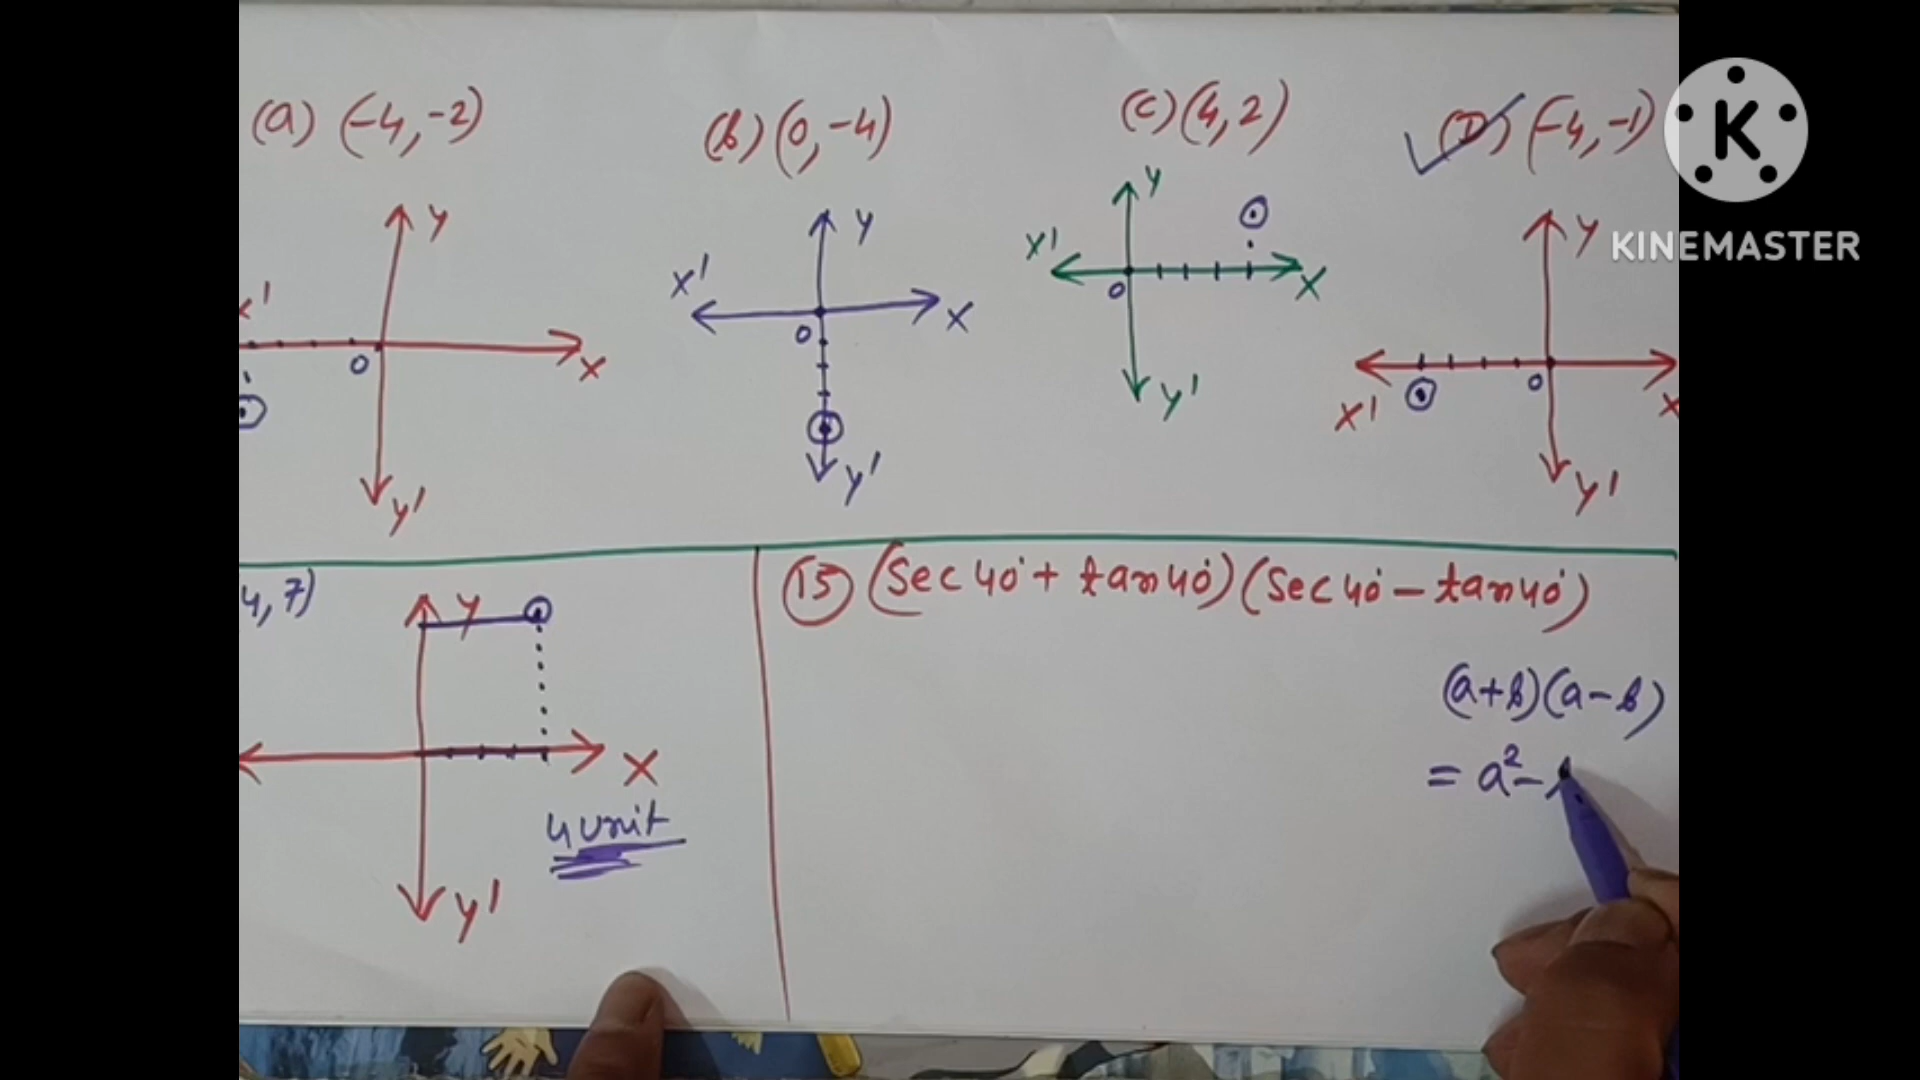 (a) (-4, -2) (b) (0, -4) (c) (4, 2) (D) (-4, -1)
KINEMASTER
Y Y Y Y
X' O X X' O X X' O X X' O X
Y' Y' Y' Y'
4, 7) (15) (Sec 40° + tan 40°) (Sec 40° - tan 40°)
Y
(a+b)(a-b)
X
= a² -
4 unit
Y'